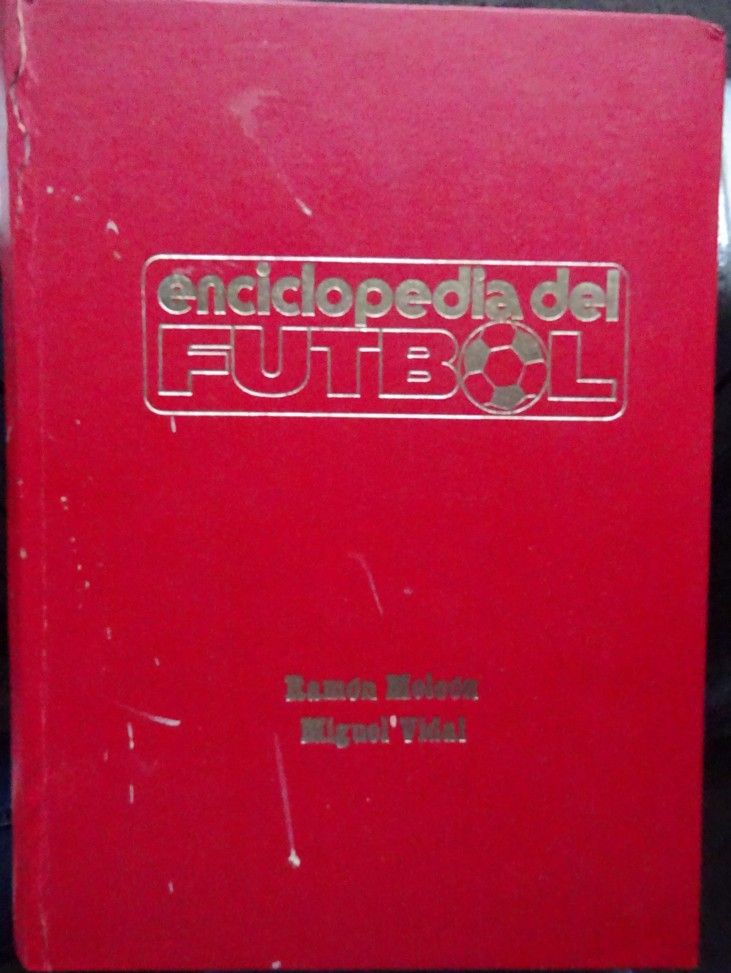 enciclopedia del
FUTBOL
Ramón Melcón
Miguel Vidal